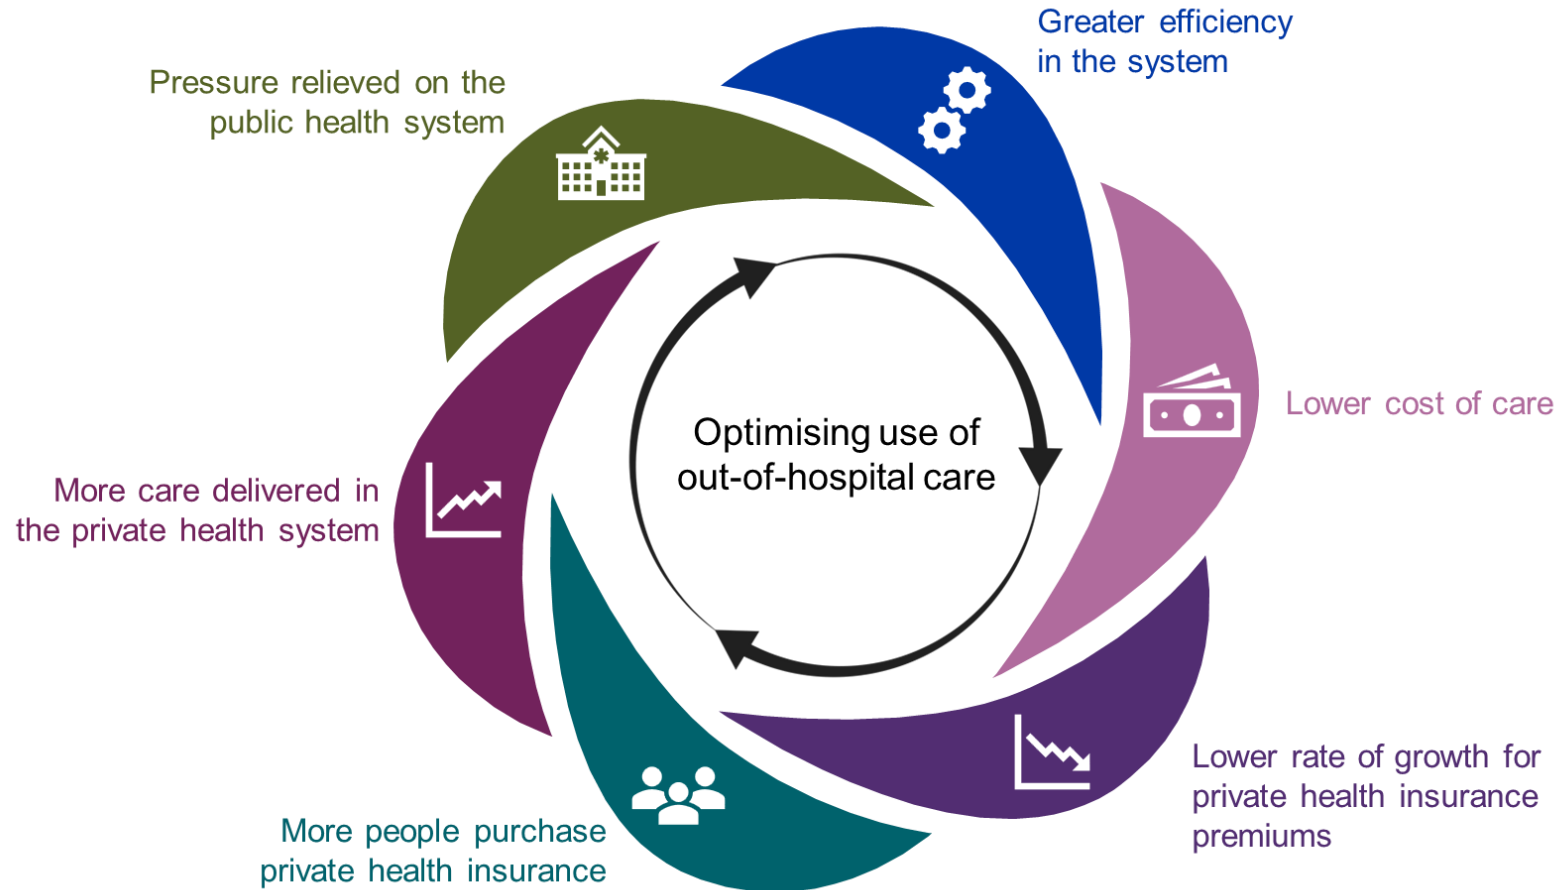 Greater efficiency
in the system
Pressure relieved on the
public health system
Lower cost of care
Optimising use of
out-of-hospital care
More care delivered in
the private health system
Lower rate of growth for
private health insurance
premiums
More people purchase
private health insurance